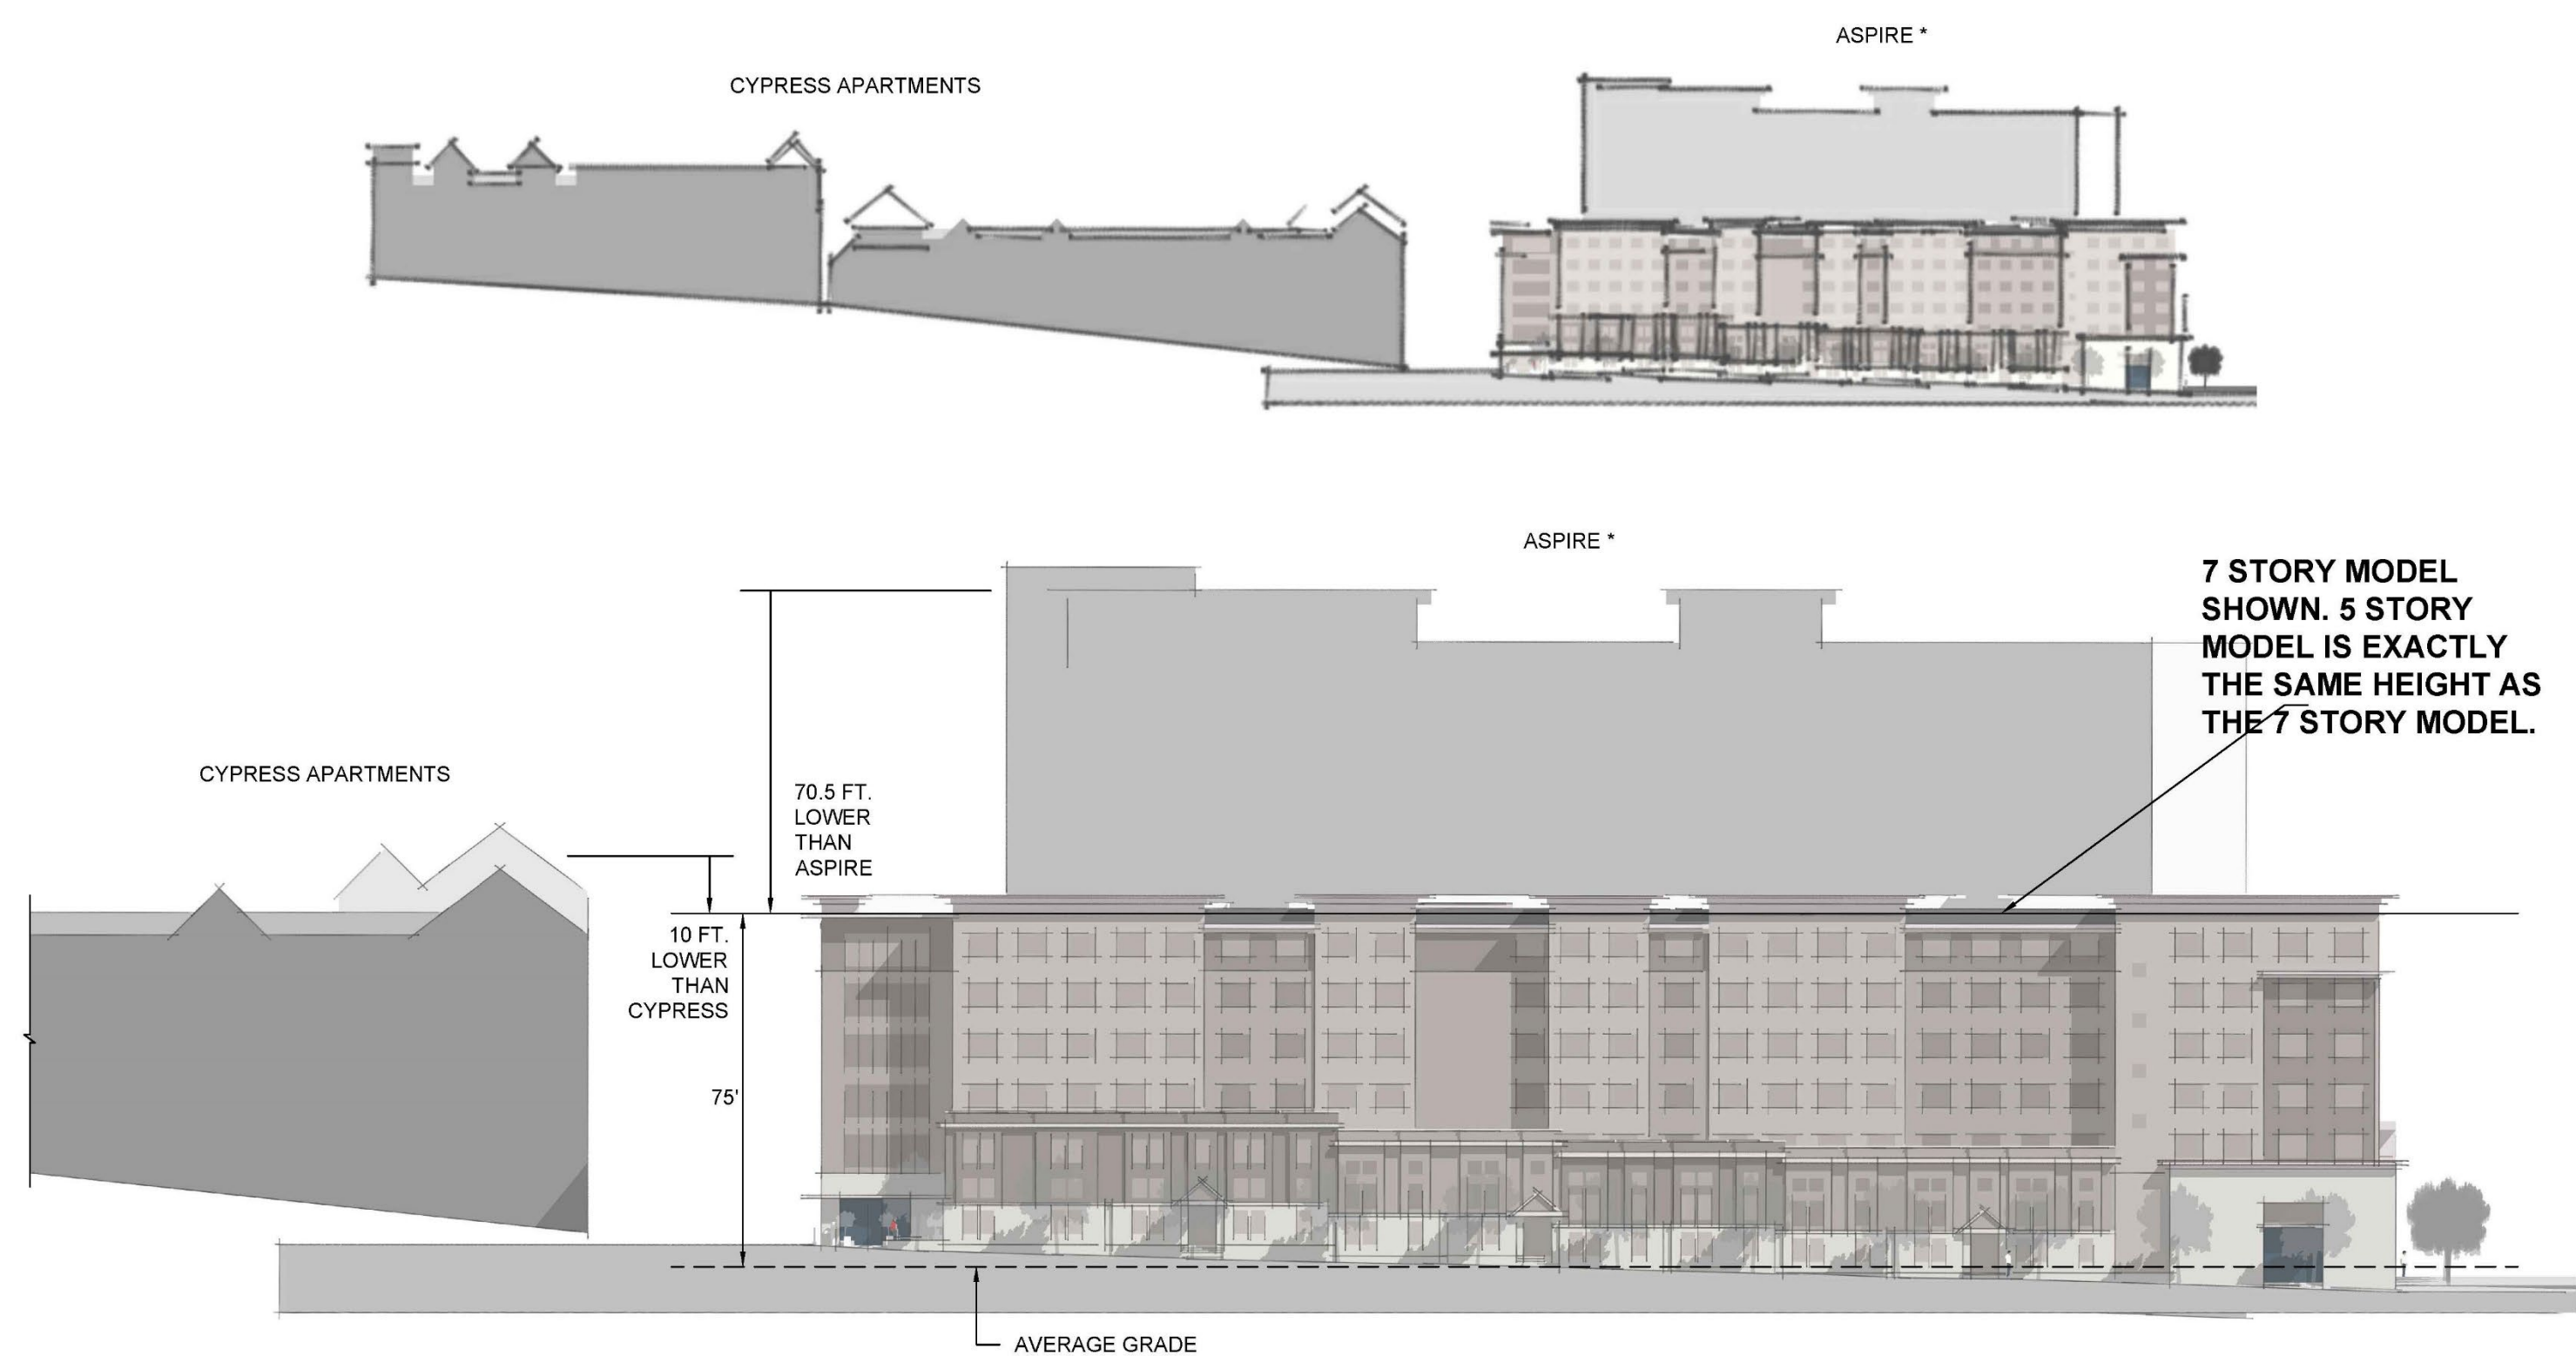 ASPIRE *
CYPRESS APARTMENTS
ASPIRE *
7 STORY MODEL
SHOWN. 5 STORY
MODEL IS EXACTLY
THE SAME HEIGHT AS
THE 7 STORY MODEL.
CYPRESS APARTMENTS
70.5 FT.
LOWER
THAN
ASPIRE
10 FT.
LOWER
THAN
CYPRESS
75'
AVERAGE GRADE